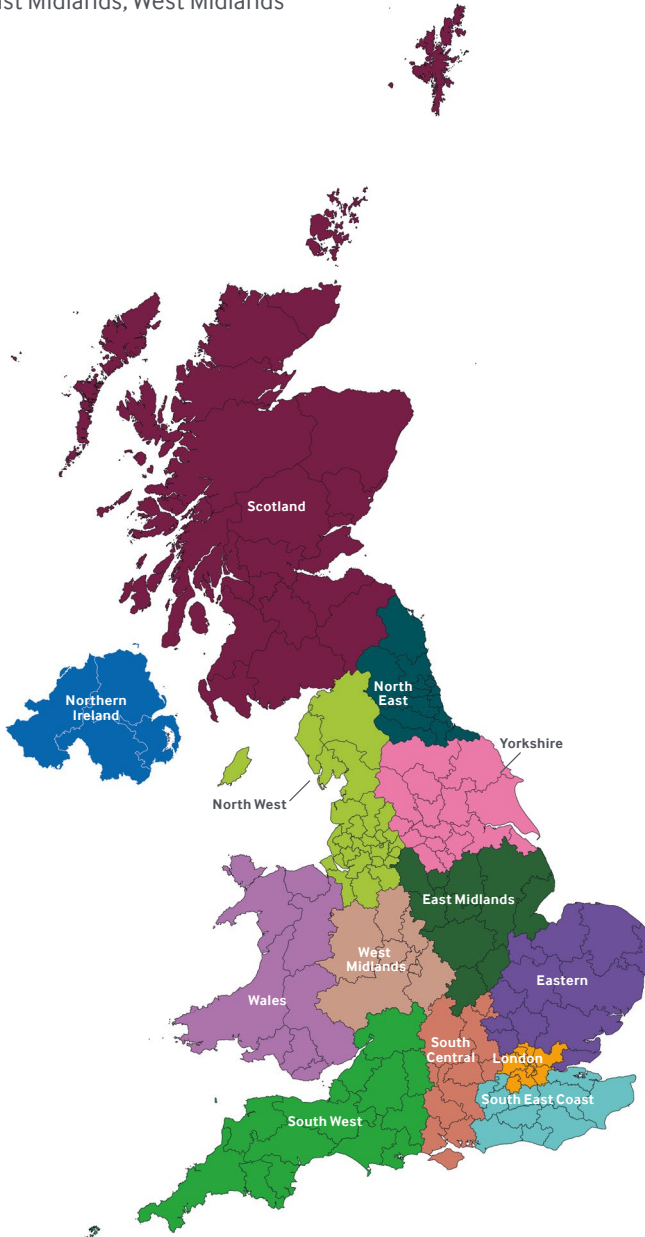 Midlands, West Midlands
Scotland
Northern
Ireland
North
East
Yorkshire
North West
East Midlands
West
Midlands
Eastern
Wales
South
Central
London
South East Coast
South West